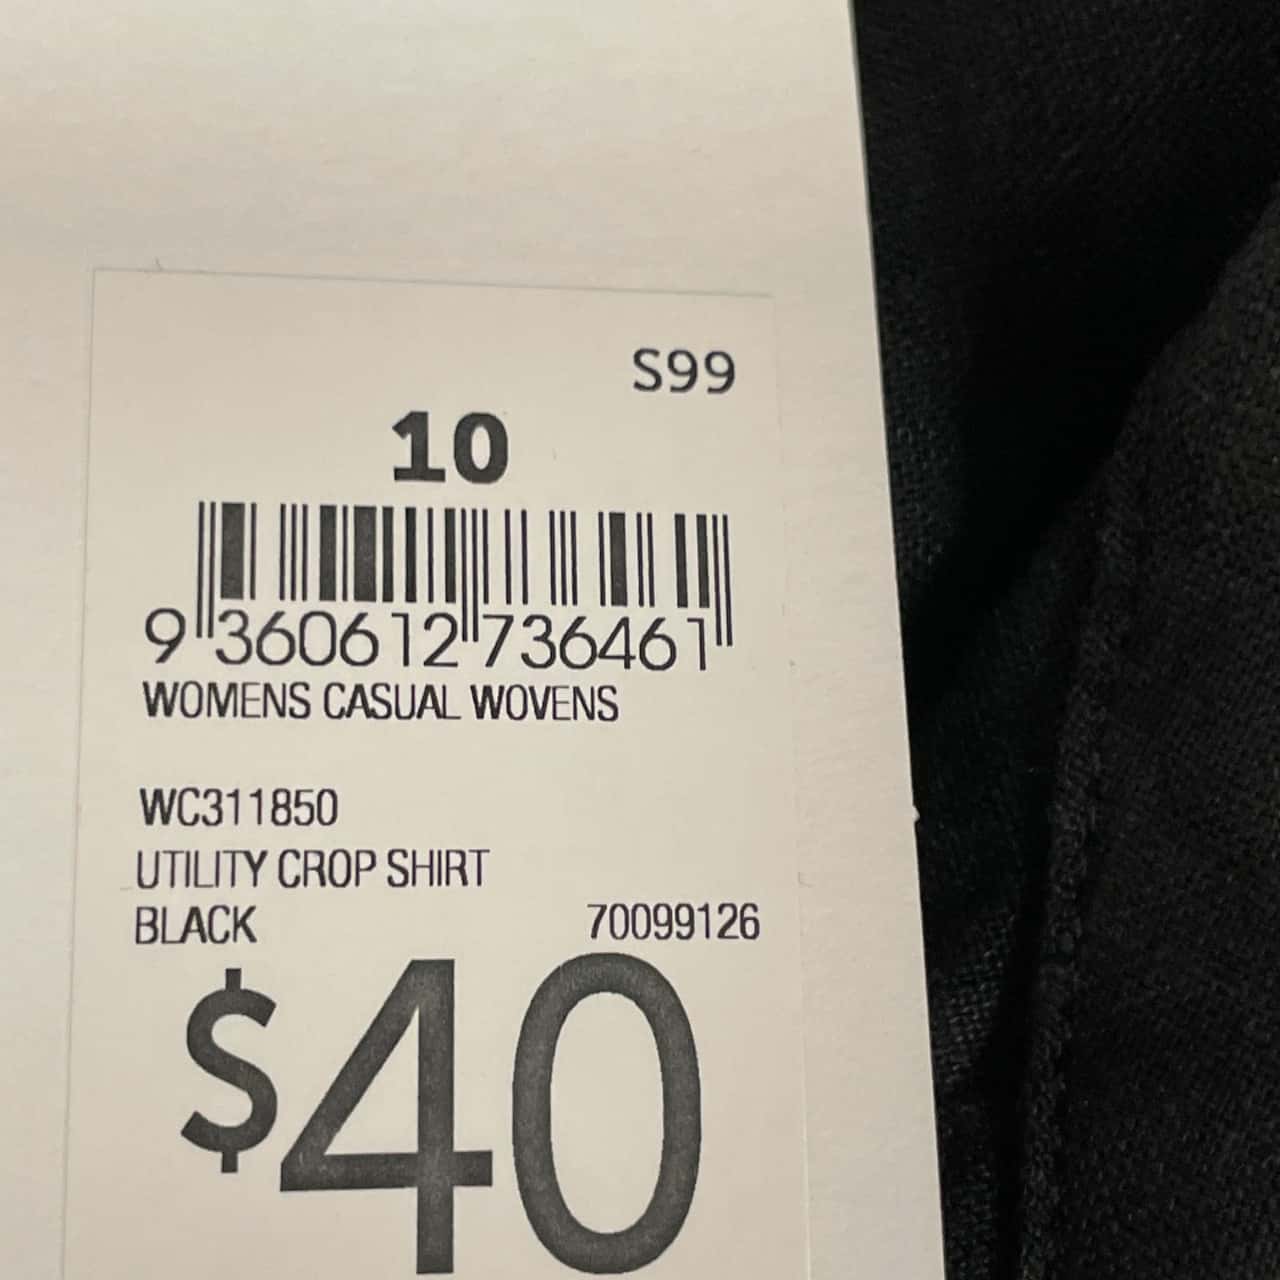 S99
10
9 360612 736461
WOMENS CASUAL WOVENS
WC311850
UTILITY CROP SHIRT
BLACK 70099126
$40